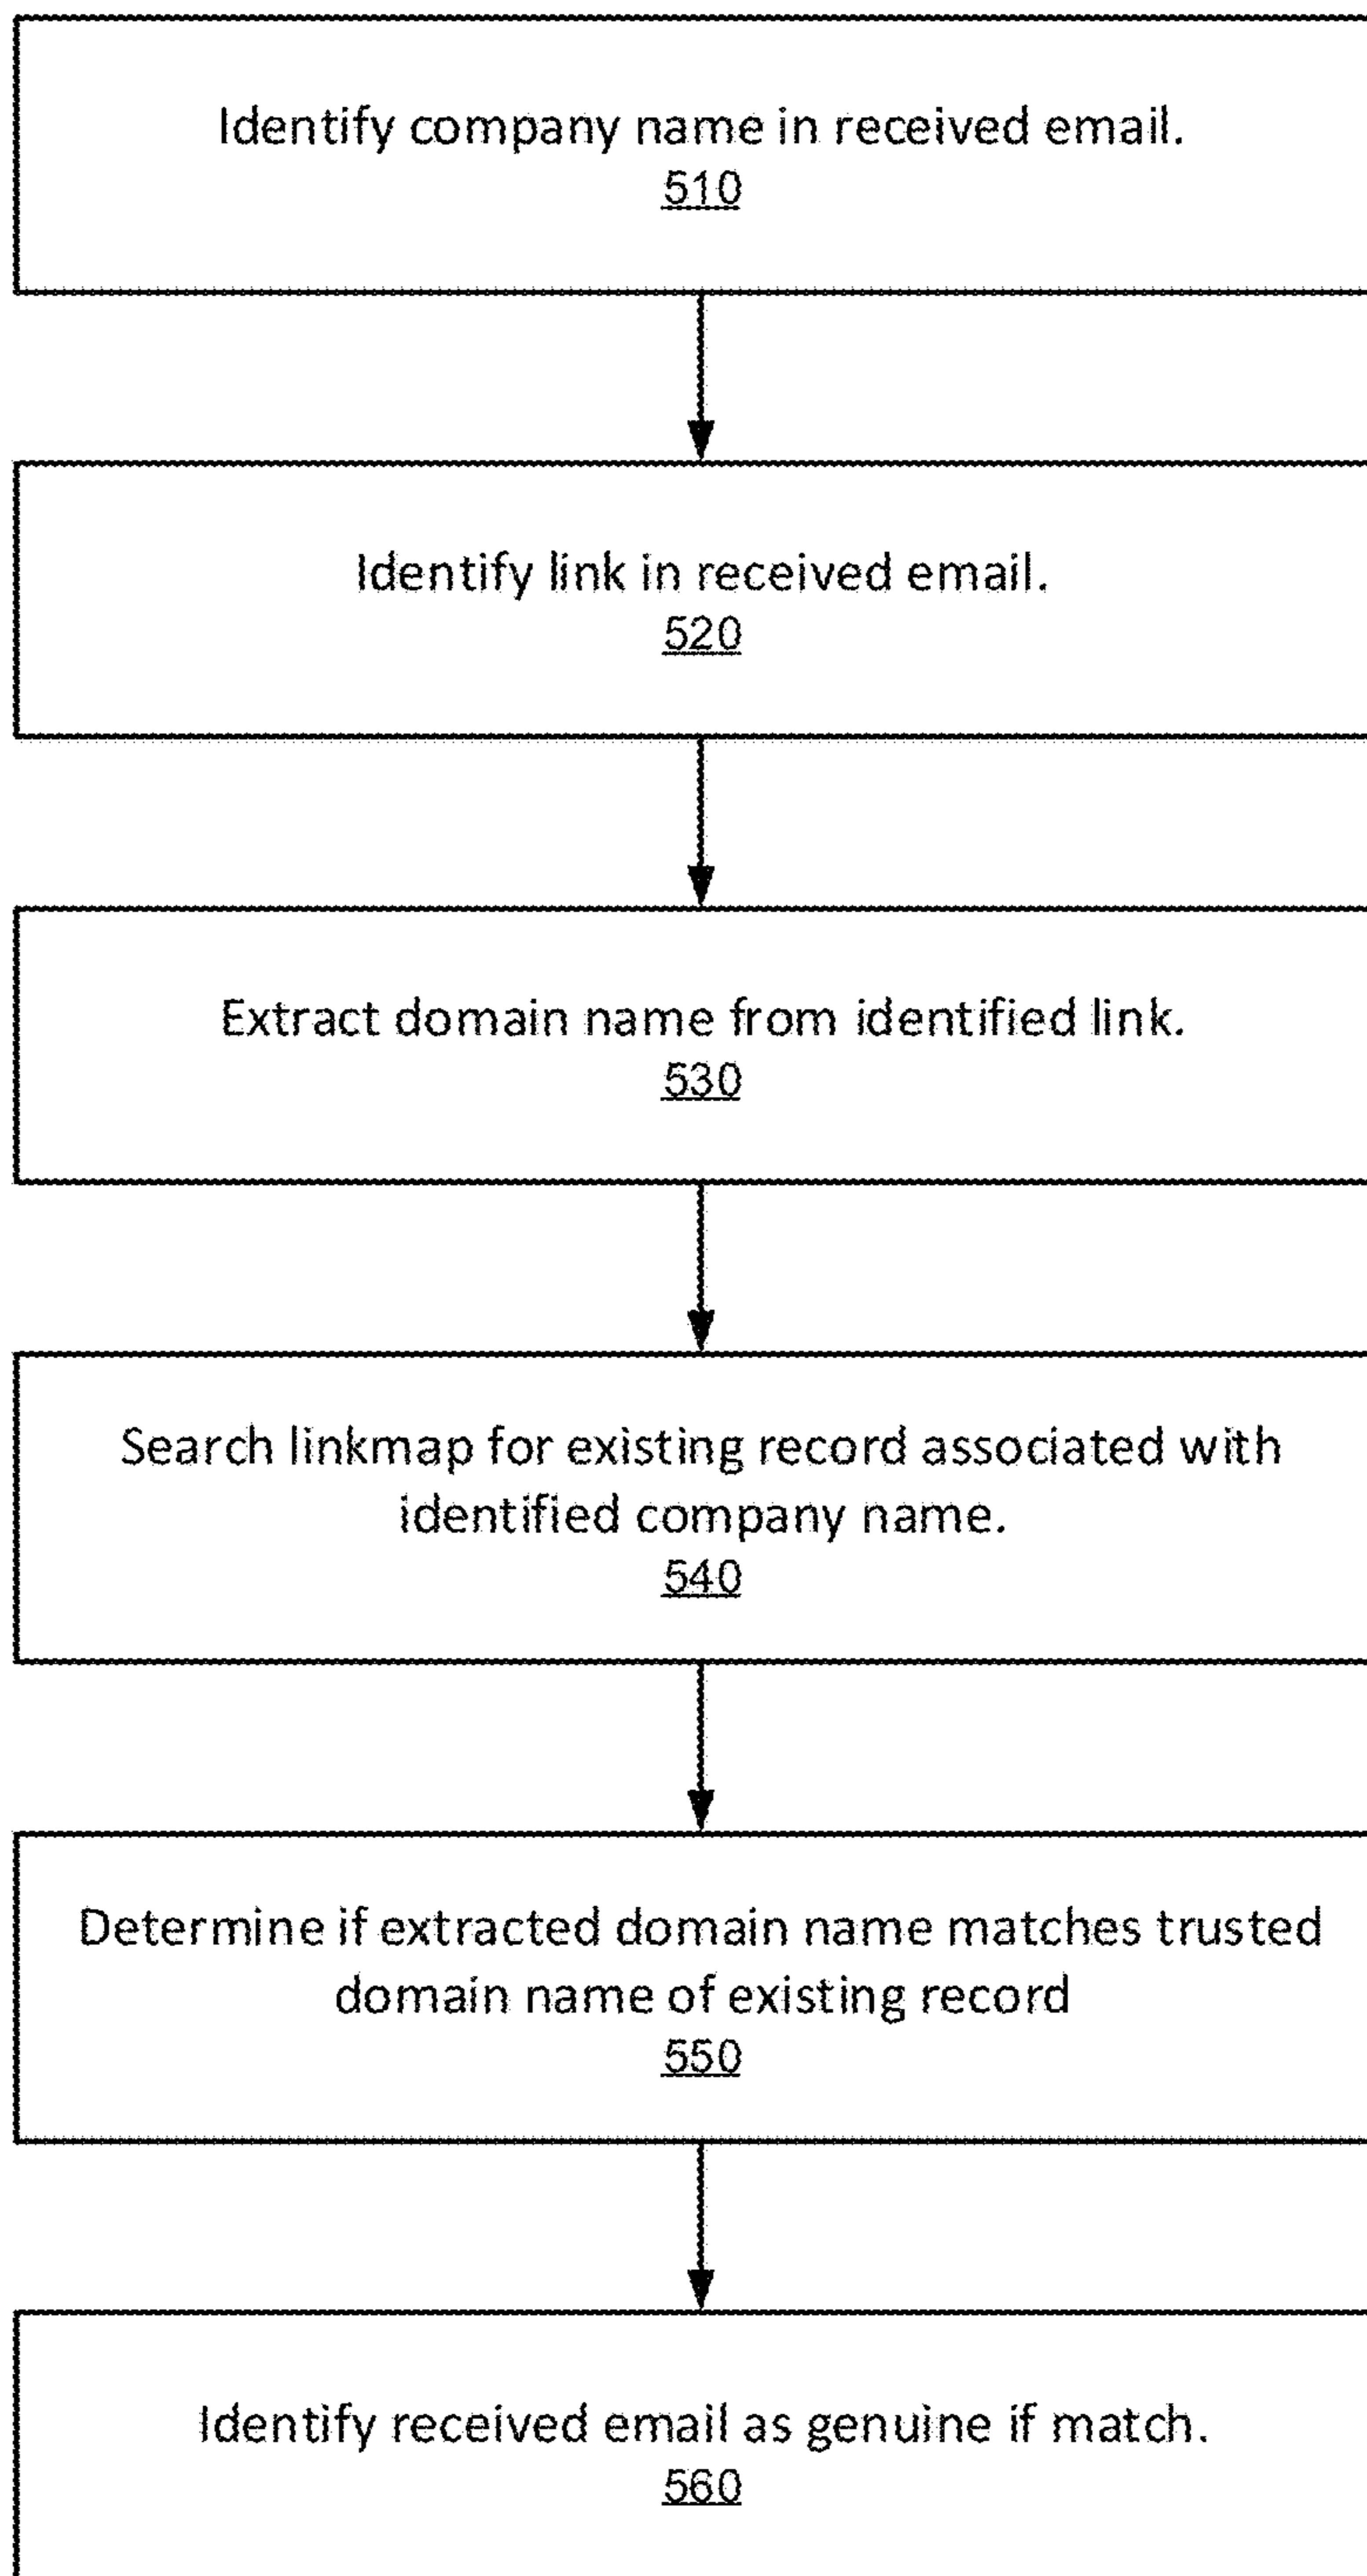 Identify company name in received email.
510
Identify link in received email.
520
Extract domain name from identified link.
530
Search linkmap for existing record associated with
identified company name.
540
Determine if extracted domain name matches trusted
domain name of existing record
550
Identify received email as genuine if match.
560